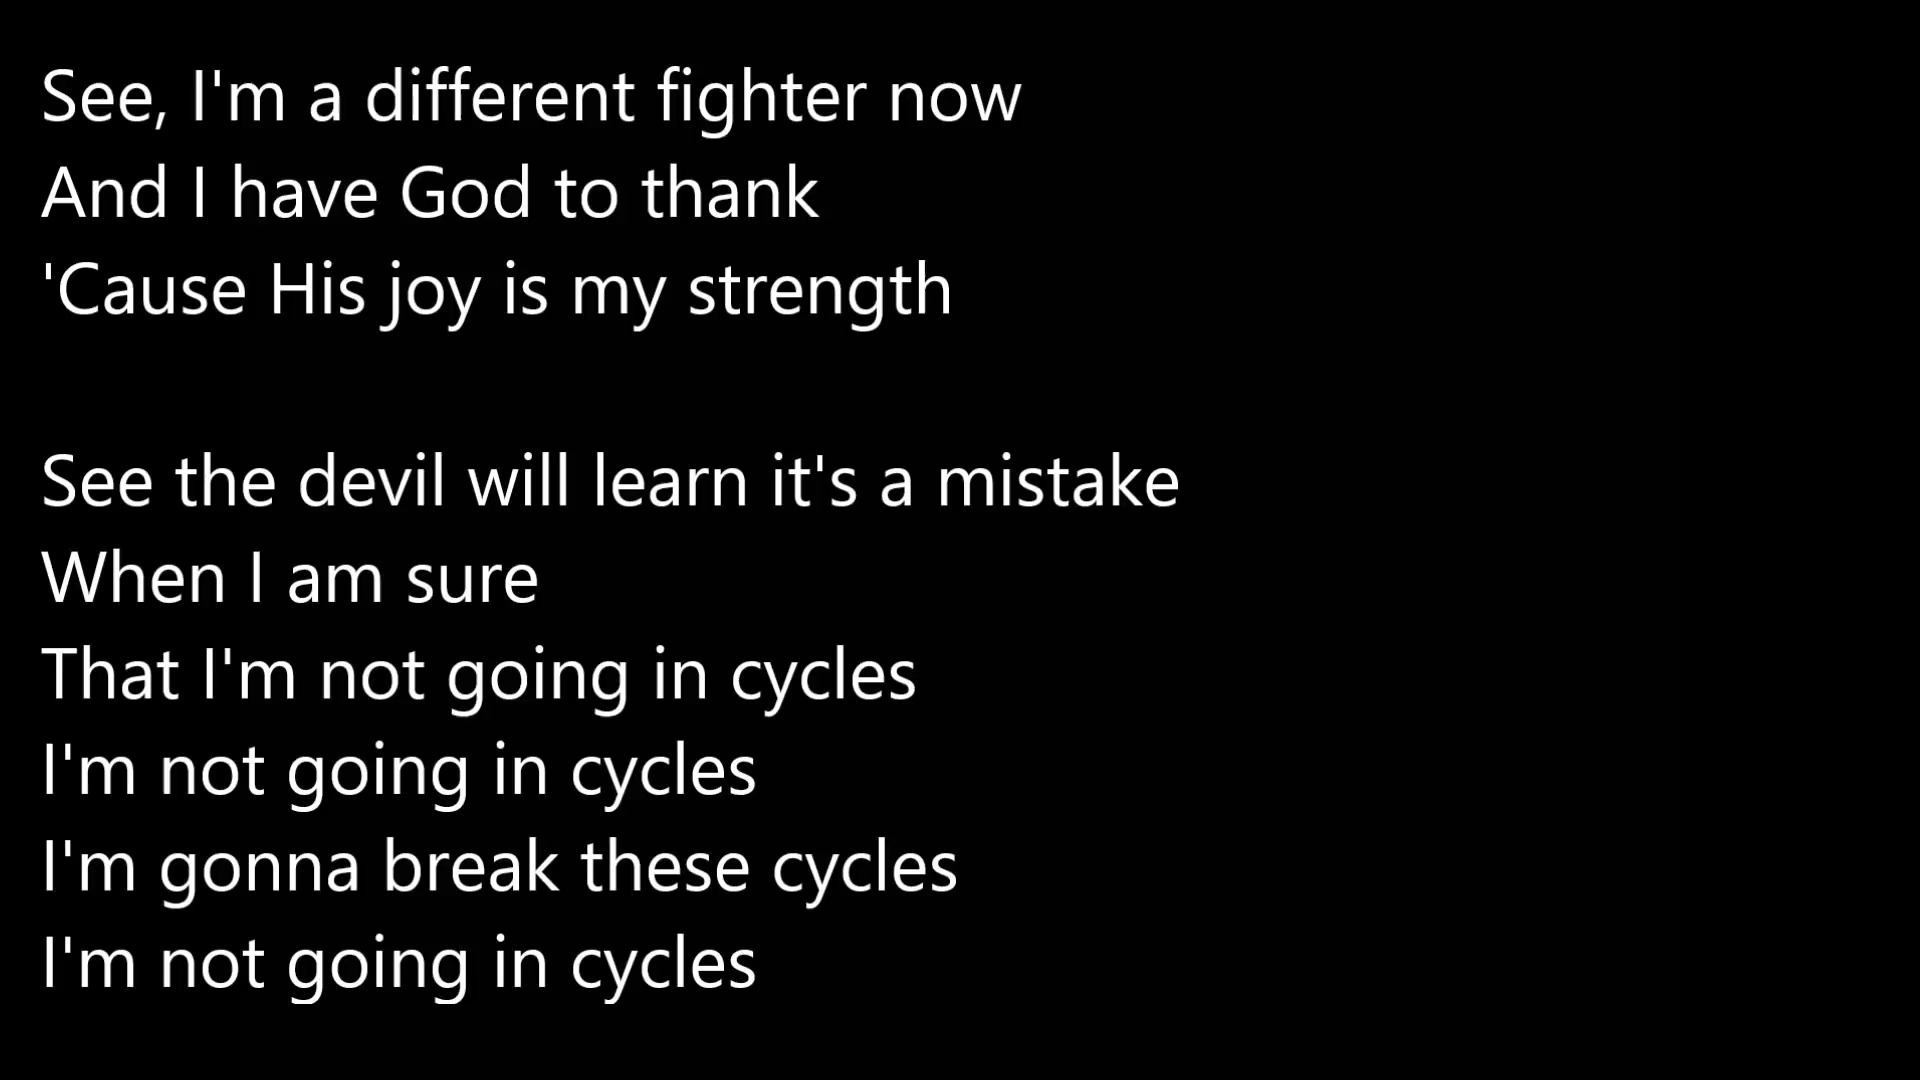 See, I'm a different fighter now
And I have God to thank
'Cause His joy is my strength
See the devil will learn it's a mistake
When I am sure
That I'm not going in cycles
I'm not going in cycles
I'm gonna break these cycles
I'm not going in cycles